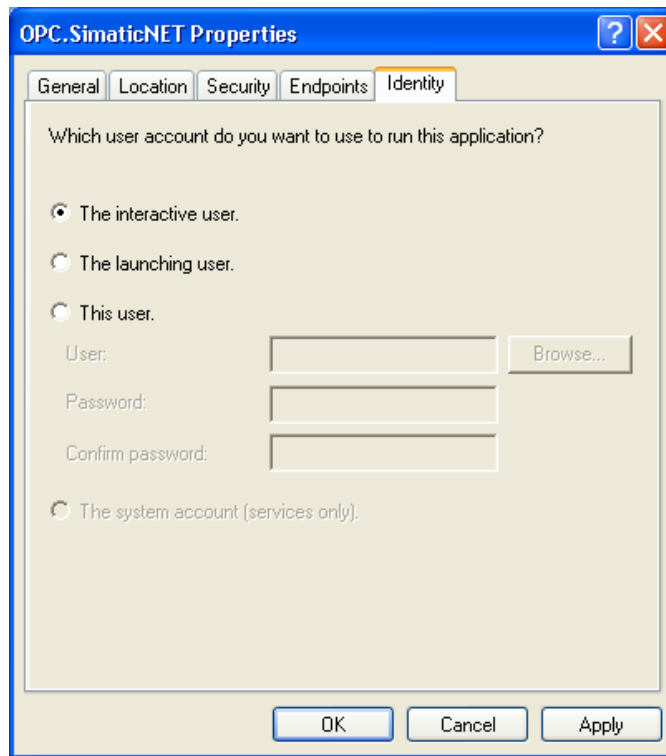 OPC.SimaticNET Properties
General Location Security Endpoints Identity
Which user account do you want to use to run this application?
The interactive user.
The launching user.
This user.
User: Browse...
Password:
Confirm password:
The system account (services only).
OK Cancel Apply